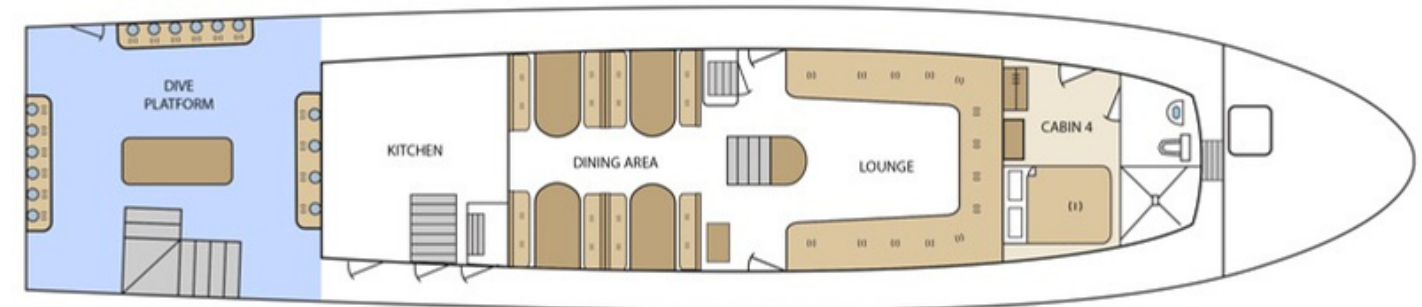 DIVE
PLATFORM
KITCHEN
DINING AREA
LOUNGE
CABIN 4